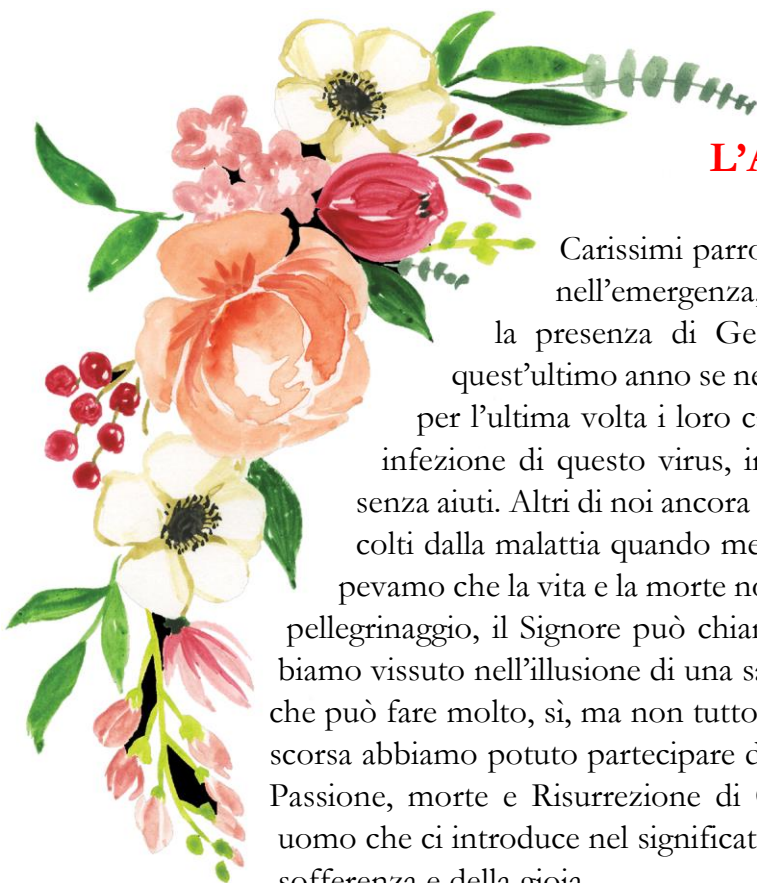 L’A
Carissimi parro
nell’emergenza,
la presenza di Ge
quest’ultimo anno se ne
per l’ultima volta i loro c
infezione di questo virus, in
senza aiuti. Altri di noi ancora
colti dalla malattia quando me
pevamo che la vita e la morte no
pellegrinaggio, il Signore può chiam
biamo vissuto nell’illusione di una sa
che può fare molto, sì, ma non tutto
scorsa abbiamo potuto partecipare d
Passione, morte e Risurrezione di
uomo che ci introduce nel significat
sofferenza e della gioia